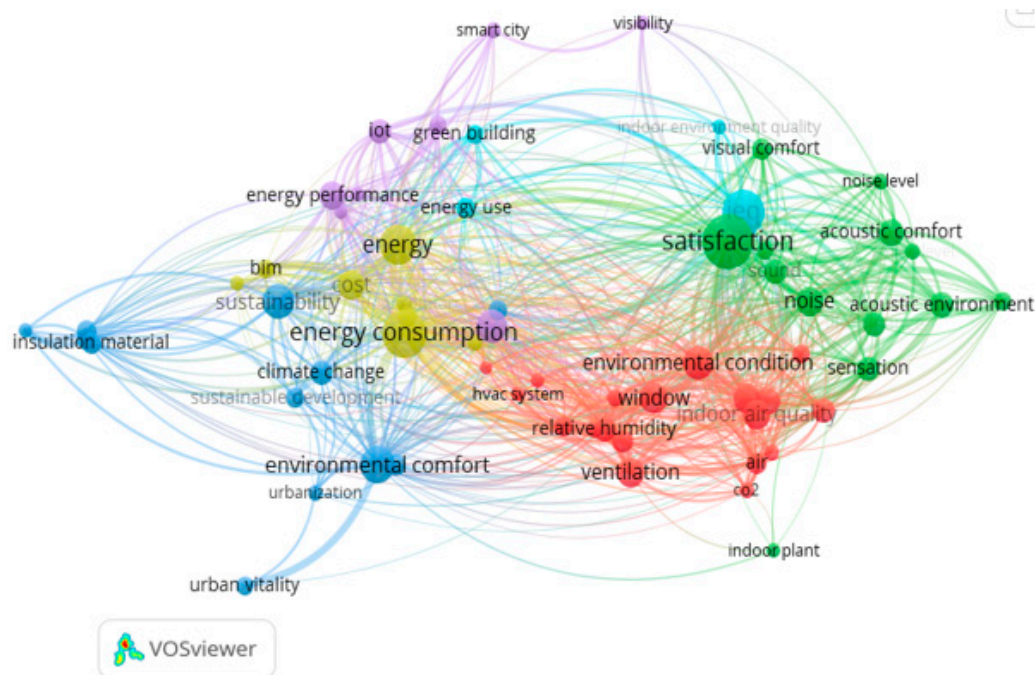 smart city
visibility
iot
green building
indoor environment quality
visual comfort
noise level
energy performance
energy use
ieq
acoustic comfort
energy
satisfaction
bim
cost
sound
sustainability
noise
acoustic environment
energy consumption
insulation material
climate change
environmental condition
sensation
sustainable development
hvac system
window
indoor air quality
relative humidity
environmental comfort
ventilation
air
urbanization
co2
indoor plant
urban vitality
VOSviewer